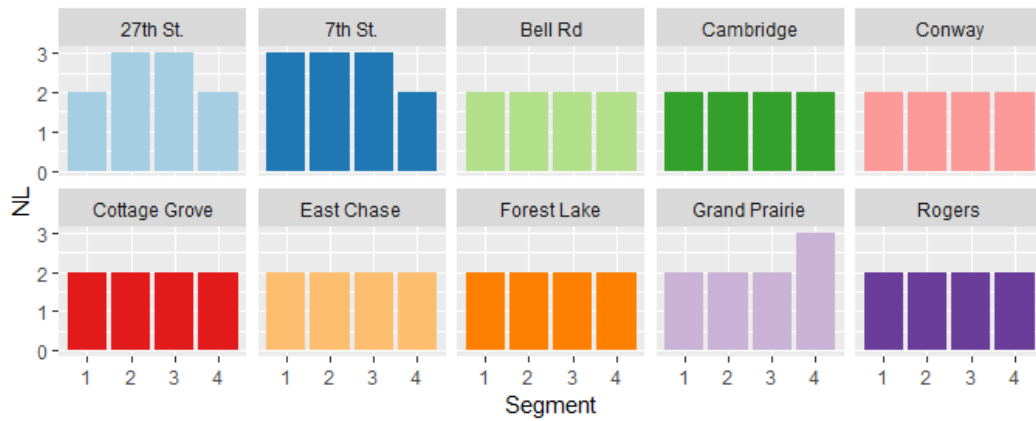 27th St. 7th St. Bell Rd Cambridge Conway
3
2
1
0
NL
Cottage Grove East Chase Forest Lake Grand Prairie Rogers
3
2
1
0
1 2 3 4 1 2 3 4 1 2 3 4 1 2 3 4 1 2 3 4
Segment